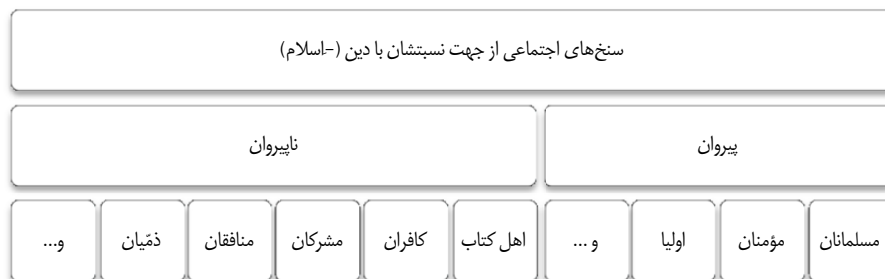 سنخ‌های اجتماعی از جهت نسبتشان با دین (-اسلام)
پیروان
ناپیروان
مسلمانان
مؤمنان
اولیا
و ...
اهل کتاب
کافران
مشرکان
منافقان
ذمّیان
و...